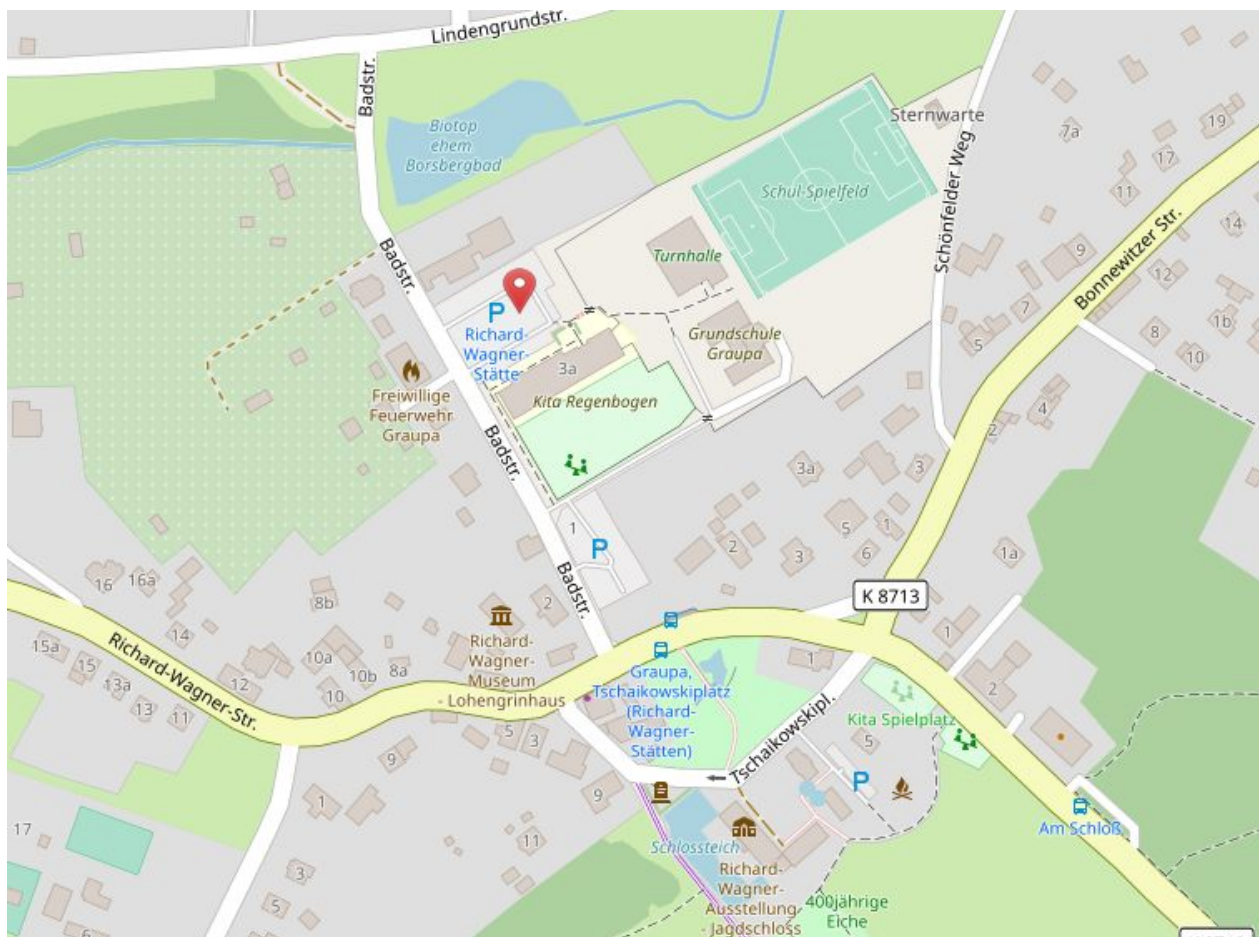 Lindengrundstr.
Badstr.
Biotop
ehem
Borsbergbad
Sternwarte
7a
19
17
11
Schul-Spielfeld
Schönfelder Weg
14
Badstr.
Turnhalle
9
12
Bonnewitzer Str.
P
Richard-
Wagner-
Stätte
7
5
8
1b
10
Grundschule
Graupa
3a
Kita Regenbogen
Freiwillige
Feuerwehr
Graupa
4
2
Badstr.
3a
3
1
P
5
1
2
3
6
1a
16
16a
8b
2
Badstr.
K 8713
14
15a
15
13a
13
11
12
10a
10b
8a
10
Richard-Wagner-Str.
Richard-
Wagner-
Museum
- Lohengrinhaus
Graupa,
Tschaikowskiplatz
(Richard-
Wagner-
Stätten)
1
1
2
Kita Spielplatz
Tschaikowskipl.
5
3
5
9
9
P
1
11
Am Schloß
17
Schlossteich
Richard-
Wagner-
Ausstellung
- Jagdschloss
400jährige
Eiche
3
5
6